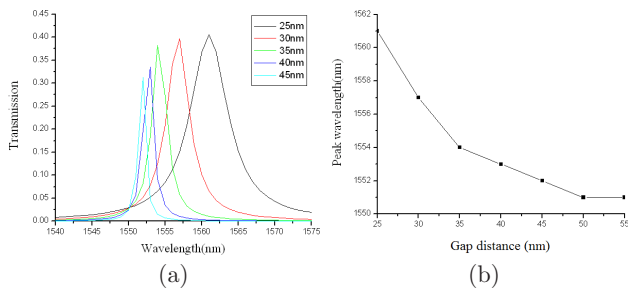 (a)
25nm
30nm
35nm
40nm
45nm
Transmission
0.45
0.40
0.35
0.30
0.25
0.20
0.15
0.10
0.05
0.00
1540 1545 1550 1555 1560 1565 1570 1575
Wavelength(nm)
(a)
(b)
Peak wavelength(nm)
1562
1560
1558
1556
1554
1552
1550
25 30 35 40 45 50 55
Gap distance (nm)
(b)